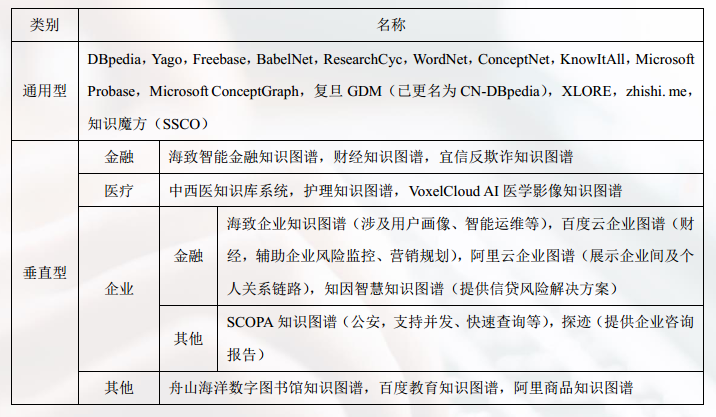 类别 名称
通用型
DBpedia，Yago，Freebase，BabelNet，ResearchCyc，WordNet，ConceptNet，KnowItAll，Microsoft
Probase，Microsoft ConceptGraph，复旦 GDM（已更名为 CN-DBpedia），XLORE，zhishi. me，
知识魔方（SSCO）
垂直型
金融 海致智能金融知识图谱，财经知识图谱，宜信反欺诈知识图谱
医疗 中西医知识库系统，护理知识图谱，VoxelCloud AI 医学影像知识图谱
企业
金融
海致企业知识图谱（涉及用户画像、智能运维等），百度云企业图谱（财
经，辅助企业风险监控、营销规划），阿里云企业图谱（展示企业间及个
人关系链路），知因智慧知识图谱（提供信贷风险解决方案）
其他
SCOPA 知识图谱（公安，支持并发、快速查询等），探迹（提供企业咨询
报告）
其他 舟山海洋数字图书馆知识图谱，百度教育知识图谱，阿里商品知识图谱